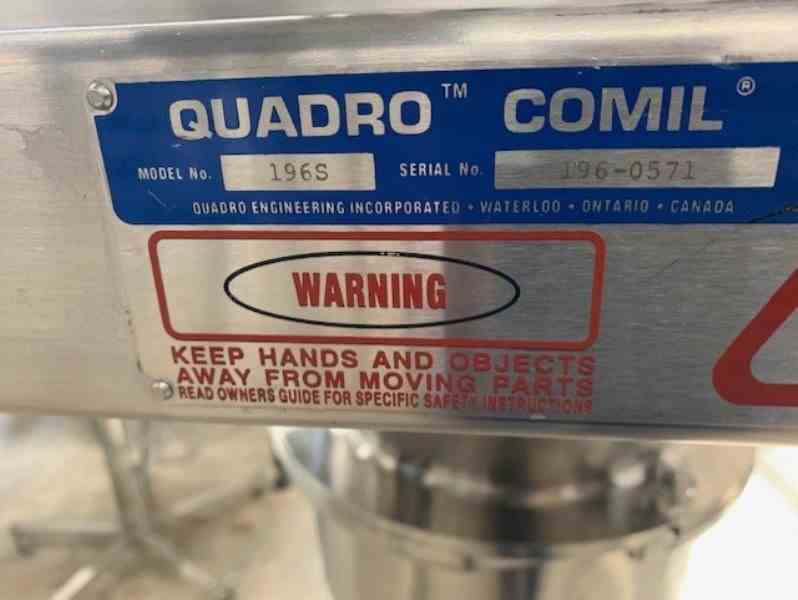 QUADRO™ COMIL®
MODEL No. 196S SERIAL No. 196-0571
QUADRO ENGINEERING INCORPORATED • WATERLOO • ONTARIO • CANADA
WARNING
KEEP HANDS AND OBJECTS
AWAY FROM MOVING PARTS
READ OWNERS GUIDE FOR SPECIFIC SAFETY INSTRUCTIONS